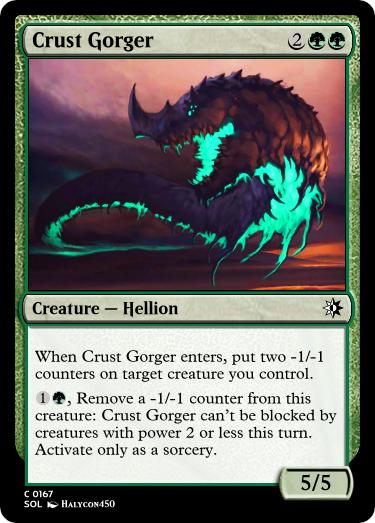 Crust Gorger 2
Creature — Hellion
When Crust Gorger enters, put two -1/-1
counters on target creature you control.
1, Remove a -1/-1 counter from this
creature: Crust Gorger can't be blocked by
creatures with power 2 or less this turn.
Activate only as a sorcery.
5/5
C 0167
SOL Halycon450